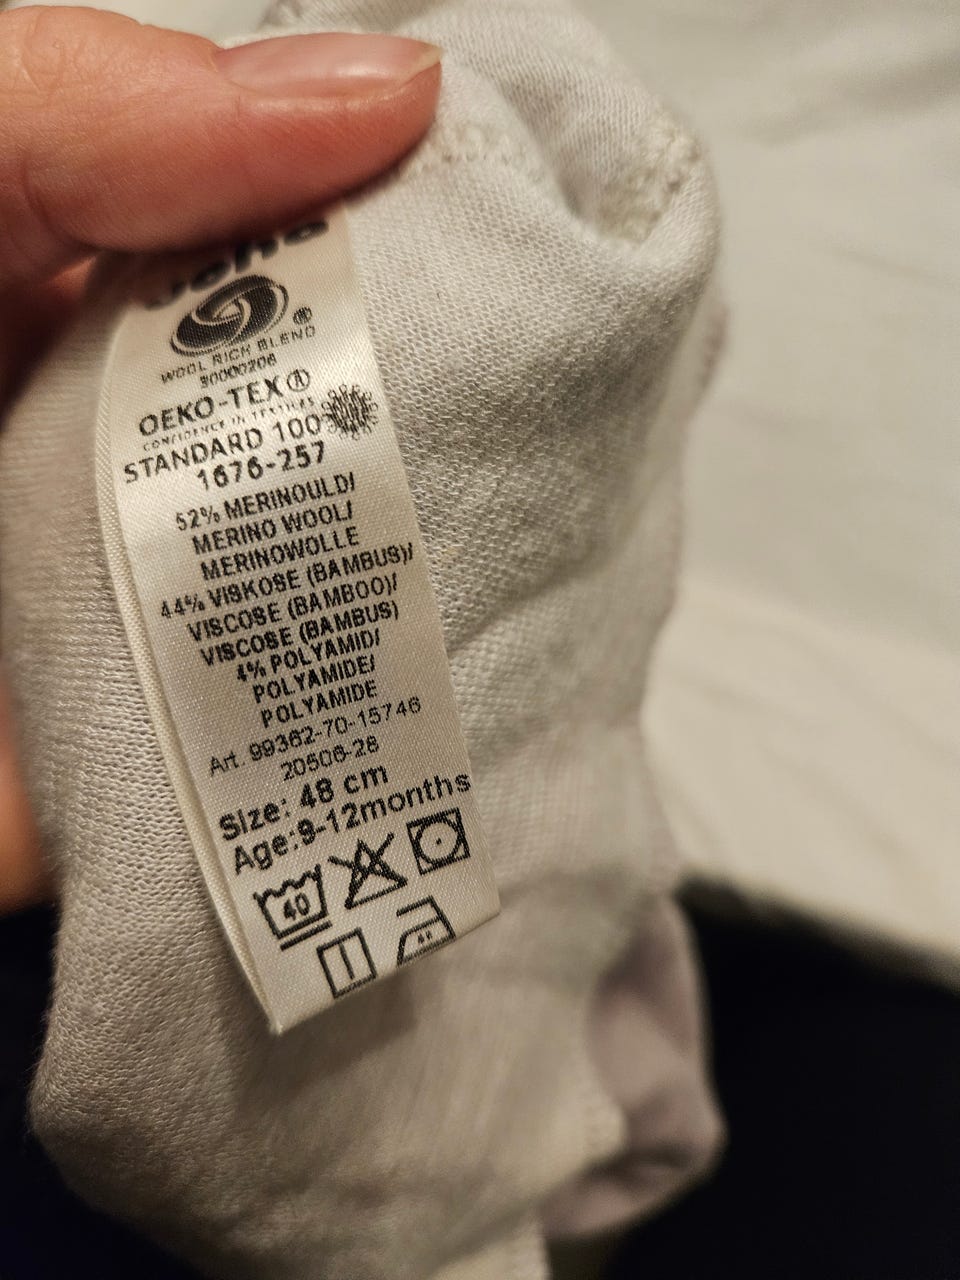 WOOL RICH BLEND
30000206
OEKO-TEX®
CONFIDENCE IN TEXTILES
STANDARD 100
1676-257
52% MERINOULD/
MERINO WOOL/
MERINOWOLLE
44% VISKOSE (BAMBUS)/
VISCOSE (BAMBOO)/
VISCOSE (BAMBUS)
4% POLYAMID/
POLYAMIDE/
POLYAMIDE
Art. 99362-70-15746
20506-28
Size: 48 cm
Age:9-12months
40